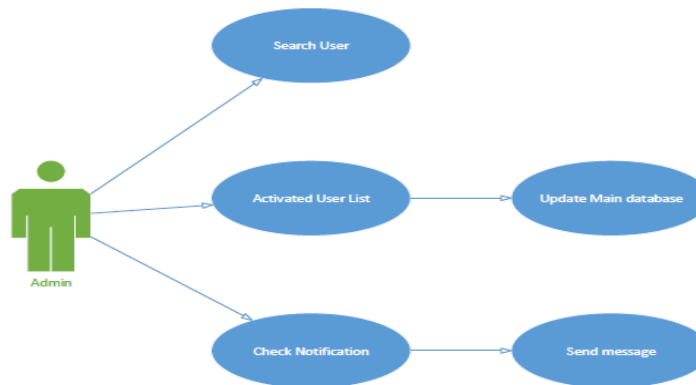 Search User
Activated User List
Update Main database
Admin
Check Notification
Send message